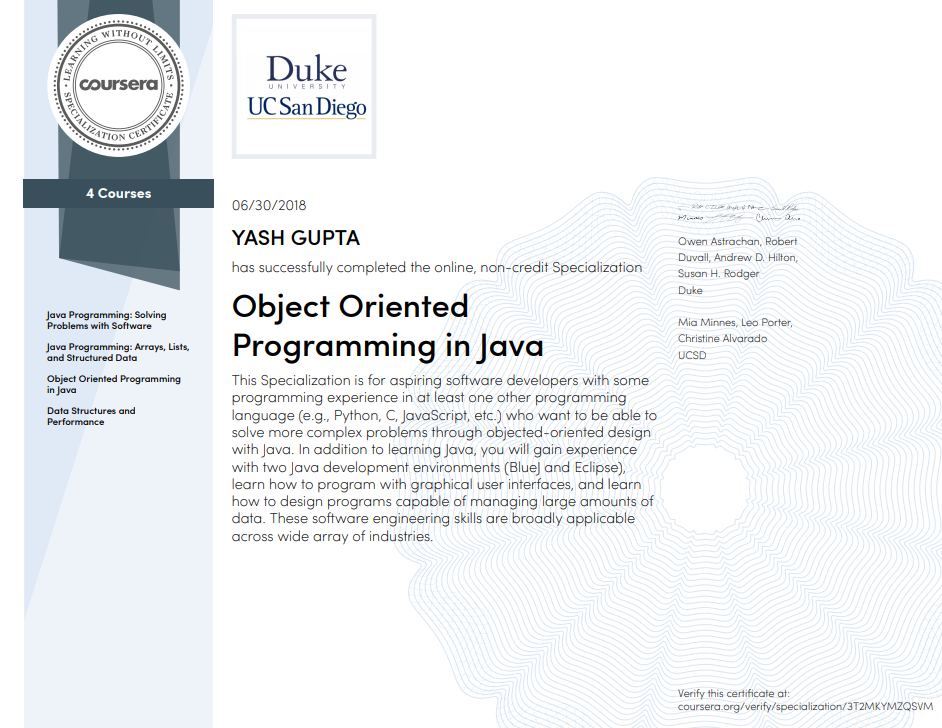 LEARNING WITHOUT LIMITS
coursera
SPECIALIZATION CERTIFICATE
4 Courses
Java Programming: Solving
Problems with Software
Java Programming: Arrays, Lists,
and Structured Data
Object Oriented Programming
in Java
Data Structures and
Performance
Duke
UNIVERSITY
UC San Diego
06/30/2018
YASH GUPTA
has successfully completed the online, non-credit Specialization
Object Oriented
Programming in Java
This Specialization is for aspiring software developers with some
programming experience in at least one other programming
language (e.g., Python, C, JavaScript, etc.) who want to be able to
solve more complex problems through objected-oriented design
with Java. In addition to learning Java, you will gain experience
with two Java development environments (BlueJ and Eclipse),
learn how to program with graphical user interfaces, and learn
how to design programs capable of managing large amounts of
data. These software engineering skills are broadly applicable
across wide array of industries.
Owen Astrachan, Robert
Duvall, Andrew D. Hilton,
Susan H. Rodger
Duke
Mia Minnes, Leo Porter,
Christine Alvarado
UCSD
Verify this certificate at:
coursera.org/verify/specialization/3T2MKYMZQSVM